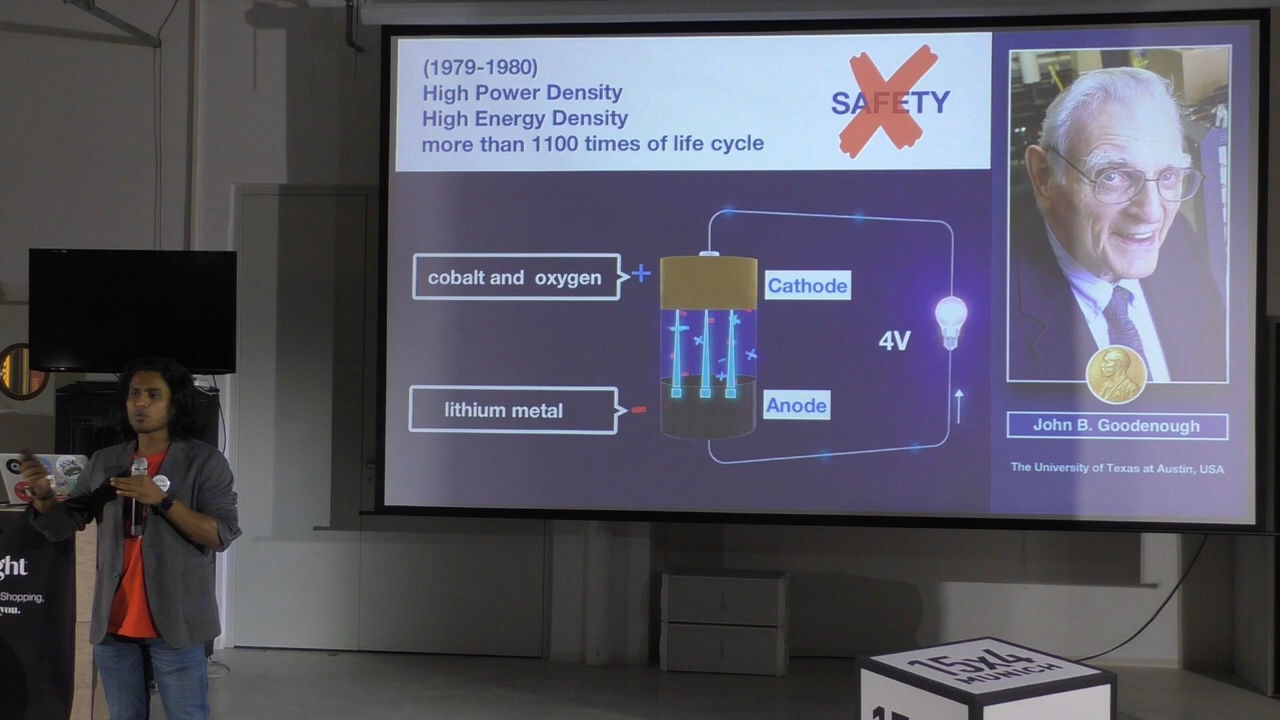 (1979-1980)
High Power Density
High Energy Density
more than 1100 times of life cycle
SAFETY
cobalt and oxygen
+
Cathode
4V
lithium metal
-
Anode
John B. Goodenough
The University of Texas at Austin, USA
ght
Shopping,
you.
15x4
MUNICH